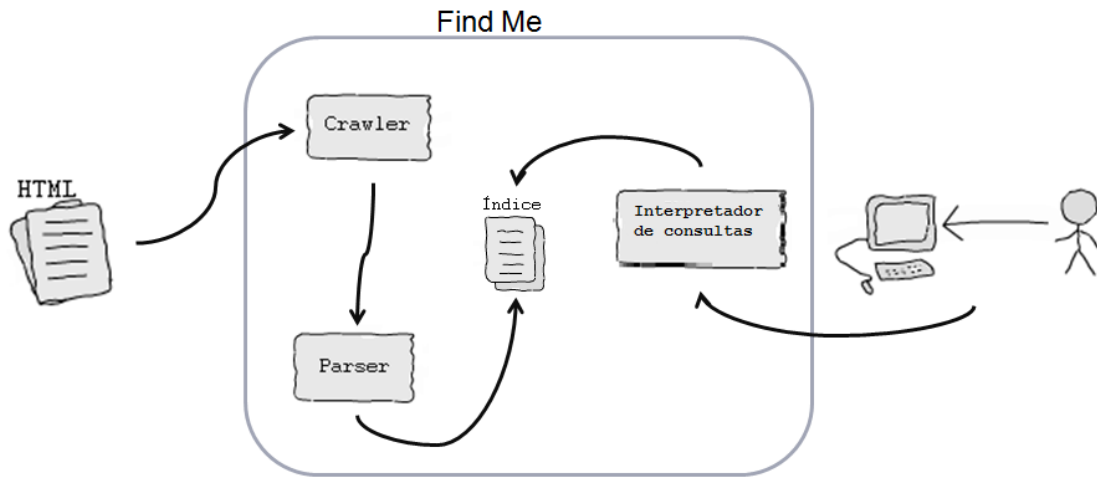 Find Me
Crawler
HTML
Índice
Interpretador
de consultas
Parser